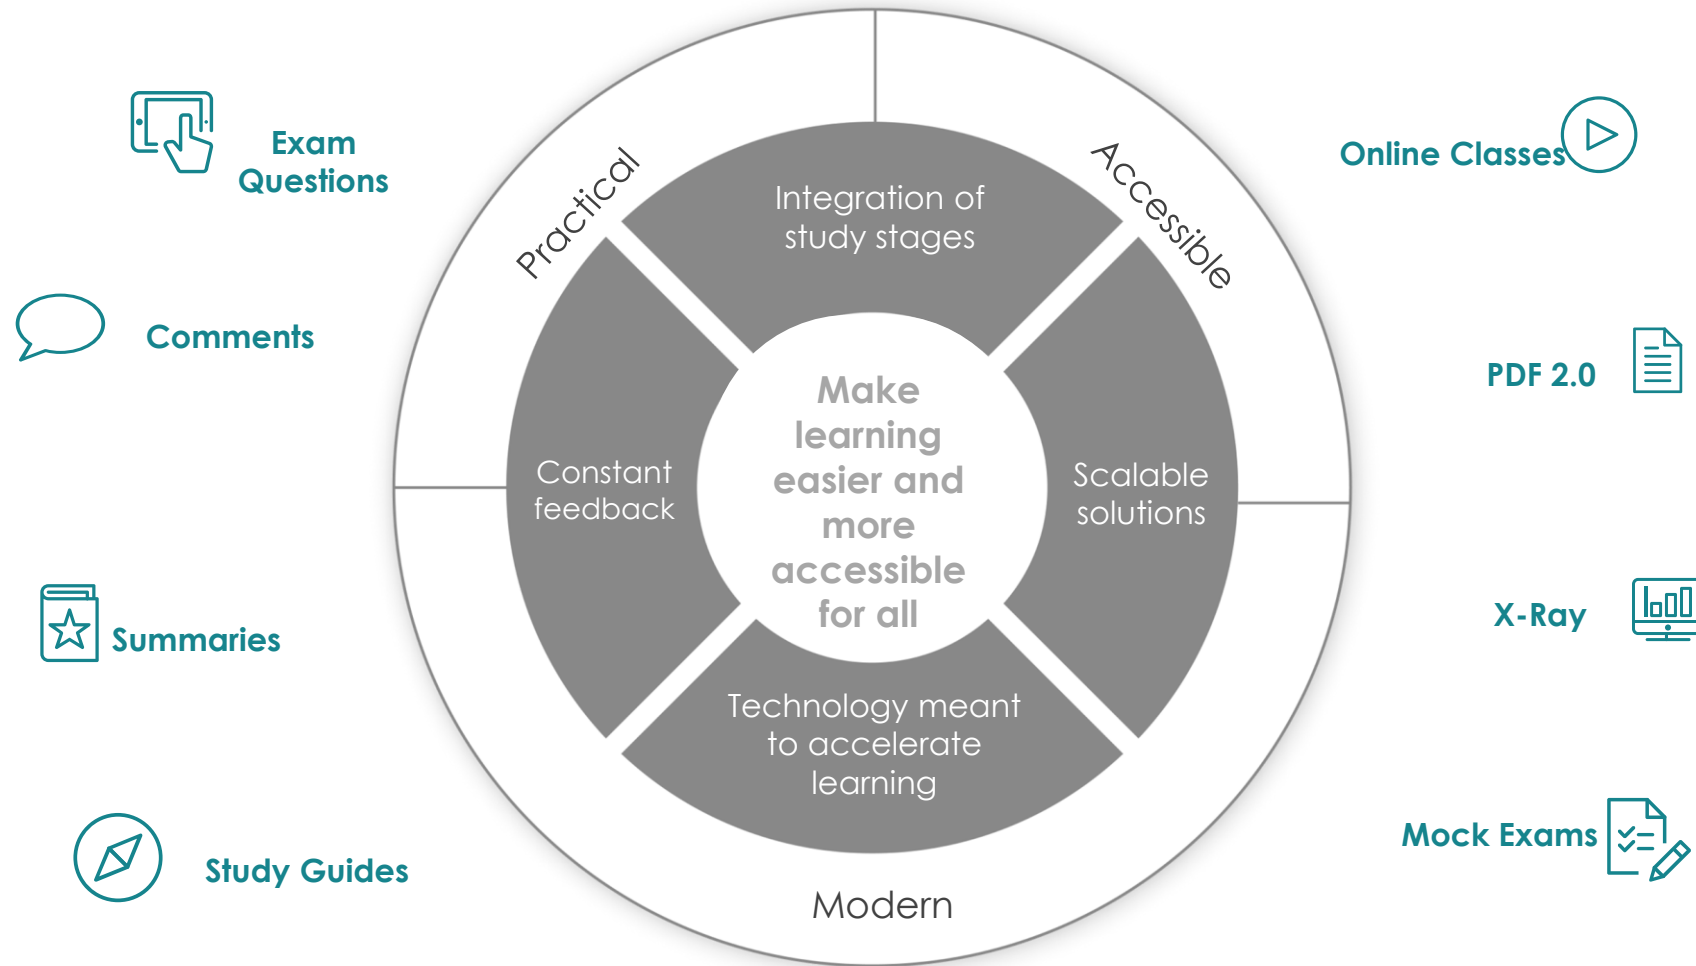 Exam
Questions
Comments
Summaries
Study Guides
Practical
Accessible
Modern
Integration of
study stages
Constant
feedback
Scalable
solutions
Technology meant
to accelerate
learning
Make
learning
easier and
more
accessible
for all
Online Classes
PDF 2.0
X-Ray
Mock Exams